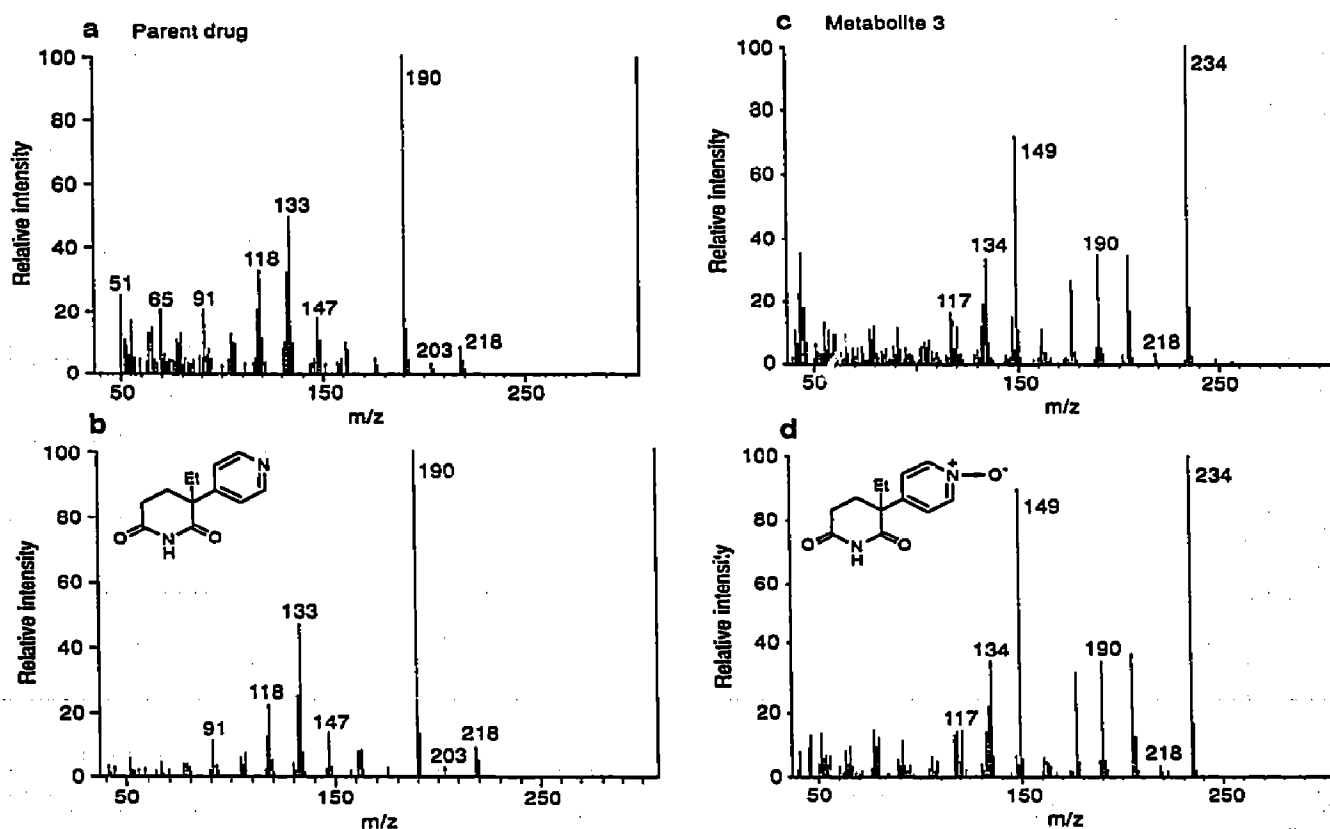 a Parent drug
Relative intensity
100
80
60
40
20
0
51
65
91
118
133
147
190
203
218
50
150
250
m/z
c Metabolite 3
Relative intensity
100
80
60
40
20
0
117
134
149
190
218
234
50
150
250
m/z
b
Relative intensity
100
80
60
40
20
0
Et
N
O
N
H
O
91
118
133
147
190
203
218
50
150
250
m/z
d
Relative intensity
100
80
60
40
20
0
Et
N+
O-
O
N
H
O
117
134
149
190
218
234
50
150
250
m/z